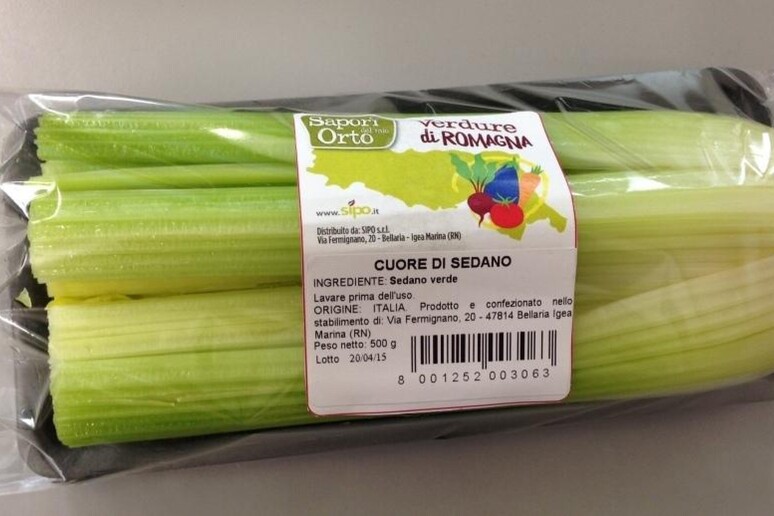 Sapori
del mio
Orto
verdure
di ROMAGNA
www.sipo.it
Distribuito da: SIPO s.r.l.
Via Fermignano, 20 - Bellaria - Igea Marina (RN)
CUORE DI SEDANO
INGREDIENTE: Sedano verde
Lavare prima dell'uso.
ORIGINE: ITALIA. Prodotto e confezionato nello
stabilimento di: Via Fermignano, 20 - 47814 Bellaria Igea
Marina (RN)
Peso netto: 500 g
Lotto 20/04/15
8 001252 003063